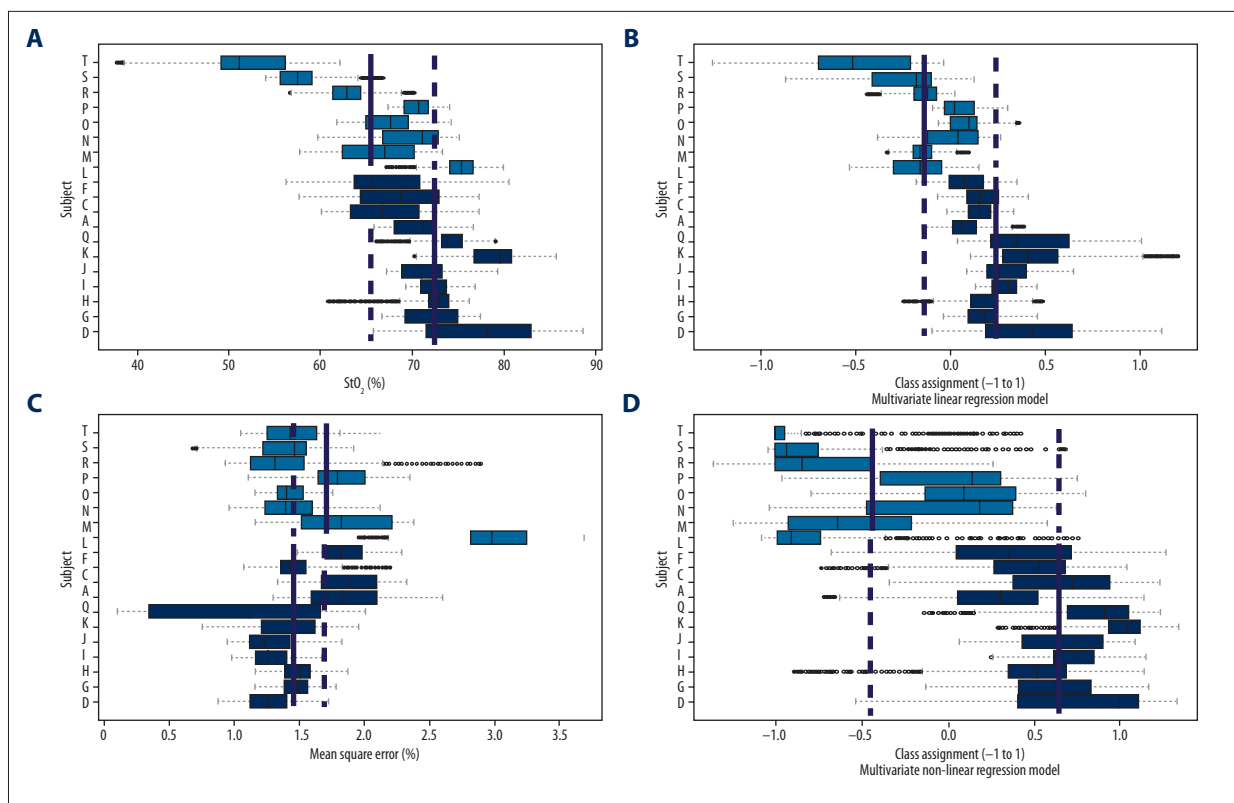 A
Subject
T
S
R
P
O
N
M
L
F
C
A
Q
K
J
I
H
G
D
40 50 60 70 80 90
StO₂ (%)
B
Subject
T
S
R
P
O
N
M
L
F
C
A
Q
K
J
I
H
G
D
−1.0 −0.5 0.0 0.5 1.0
Class assignment (−1 to 1)
Multivariate linear regression model
C
Subject
T
S
R
P
O
N
M
L
F
C
A
Q
K
J
I
H
G
D
0 0.5 1.0 1.5 2.0 2.5 3.0 3.5
Mean square error (%)
D
Subject
T
S
R
P
O
N
M
L
F
C
A
Q
K
J
I
H
G
D
−1.0 −0.5 0.0 0.5 1.0
Class assignment (−1 to 1)
Multivariate non-linear regression model